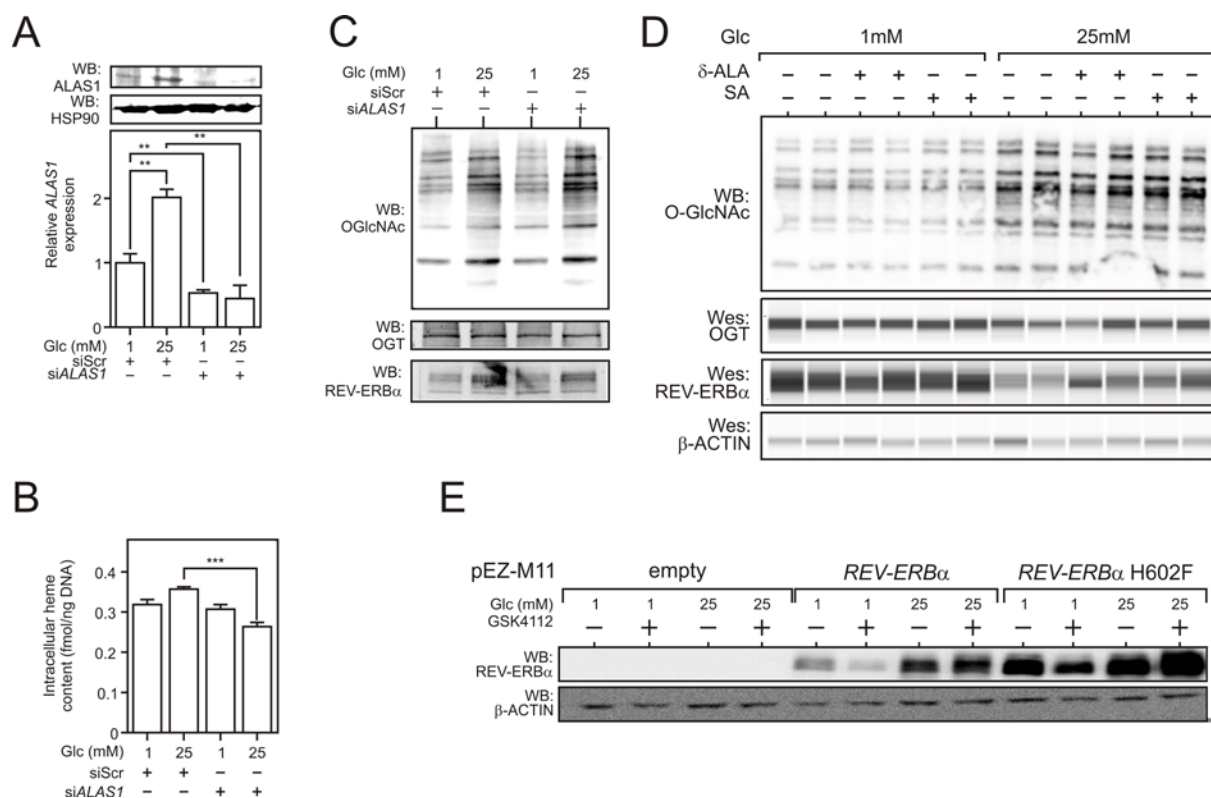 A
WB:
ALAS1
WB:
HSP90
Relative ALAS1
expression
** 
**
**
2
1
0
Glc (mM) 1 25 1 25
siScr + + − −
siALAS1 − − + +
B
Intracellular heme
content (fmol/ng DNA)
***
0.4
0.3
0.2
0.1
0
Glc (mM) 1 25 1 25
siScr + + − −
siALAS1 − − + +
C
Glc (mM) 1 25 1 25
siScr + + − −
siALAS1 − − + +
WB:
OGlcNAc
WB:
OGT
WB:
REV-ERBα
D
Glc 1mM 25mM
δ-ALA − − + + − − − − + + − −
SA − − − − + + − − − − + +
WB:
O-GlcNAc
Wes:
OGT
Wes:
REV-ERBα
Wes:
β-ACTIN
E
pEZ-M11 empty REV-ERBα REV-ERBα H602F
Glc (mM) 1 1 25 25 1 1 25 25 1 1 25 25
GSK4112 − + − + − + − + − + − +
WB:
REV-ERBα
WB:
β-ACTIN